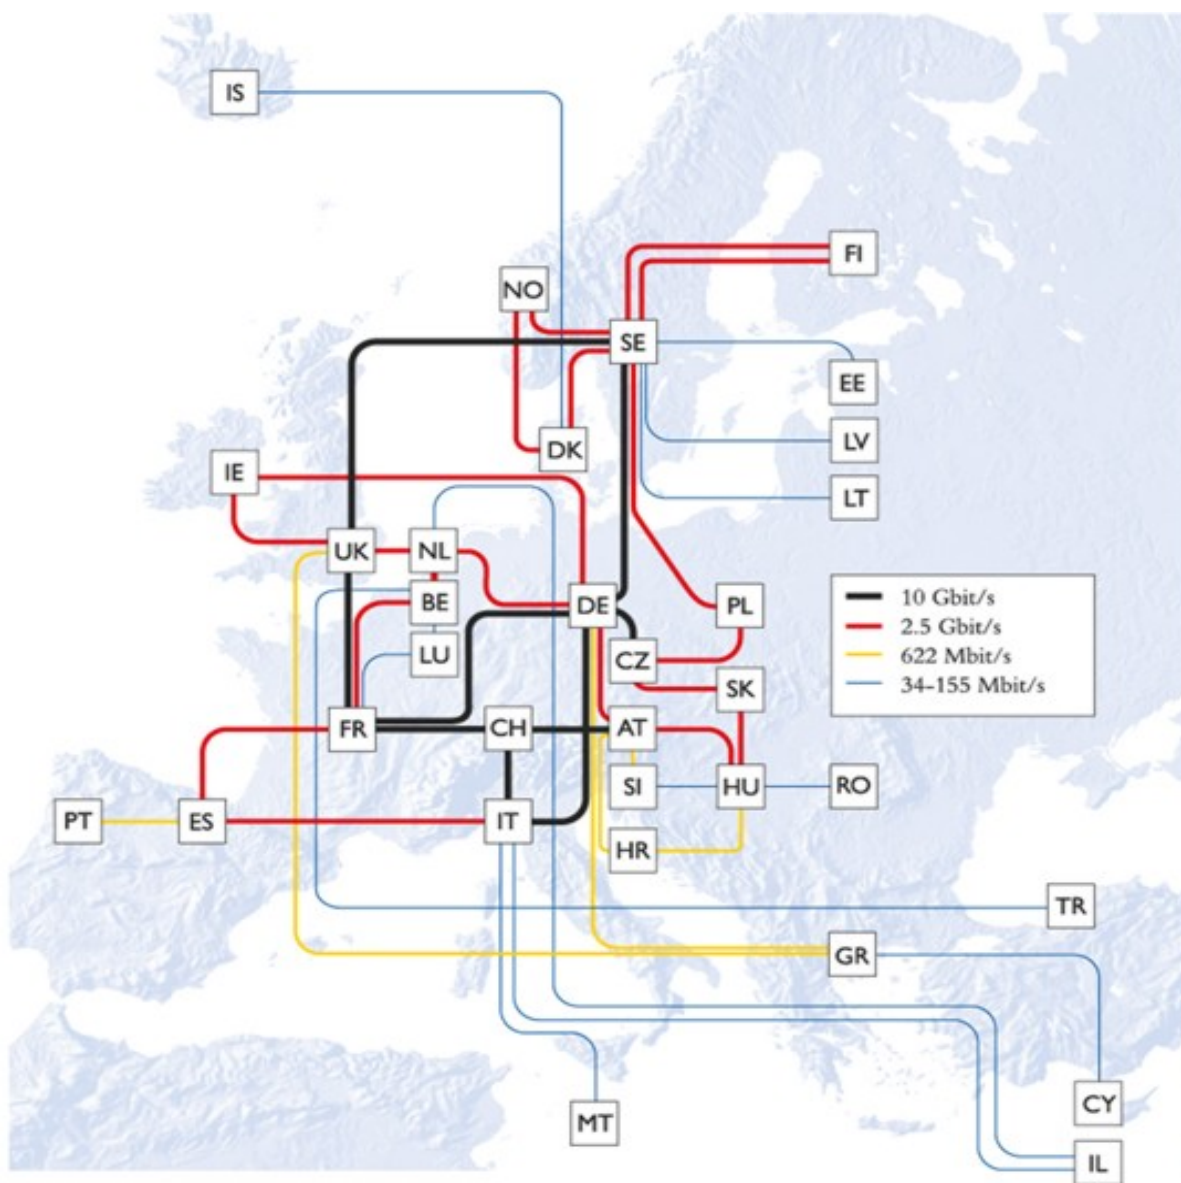 IS
FI
NO
SE
EE
DK
LV
IE
LT
UK
NL
BE
DE
PL
LU
CZ
SK
10 Gbit/s
2.5 Gbit/s
622 Mbit/s
34-155 Mbit/s
FR
CH
AT
SI
HU
RO
PT
ES
IT
HR
TR
GR
CY
MT
IL